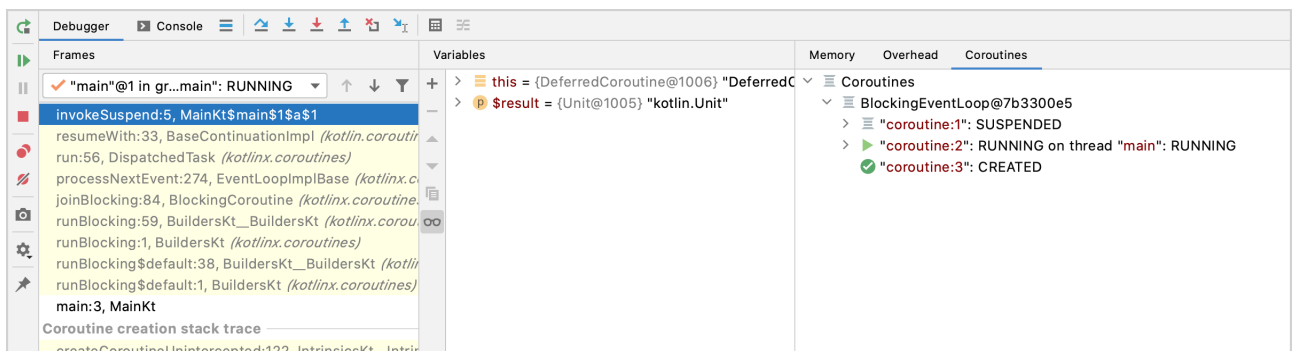 Debugger
Console
Frames
"main"@1 in gr...main": RUNNING
invokeSuspend:5, MainKt$main$1$a$1
resumeWith:33, BaseContinuationImpl (kotlin.coroutin
run:56, DispatchedTask (kotlinx.coroutines)
processNextEvent:274, EventLoopImplBase (kotlinx.c
joinBlocking:84, BlockingCoroutine (kotlinx.coroutine
runBlocking:59, BuildersKt__BuildersKt (kotlinx.corou
runBlocking:1, BuildersKt (kotlinx.coroutines)
runBlocking$default:38, BuildersKt__BuildersKt (kotlin
runBlocking$default:1, BuildersKt (kotlinx.coroutines)
main:3, MainKt
Coroutine creation stack trace
Variables
this = {DeferredCoroutine@1006} "DeferredC
p $result = {Unit@1005} "kotlin.Unit"
Memory
Overhead
Coroutines
Coroutines
BlockingEventLoop@7b3300e5
"coroutine:1": SUSPENDED
"coroutine:2": RUNNING on thread "main": RUNNING
"coroutine:3": CREATED